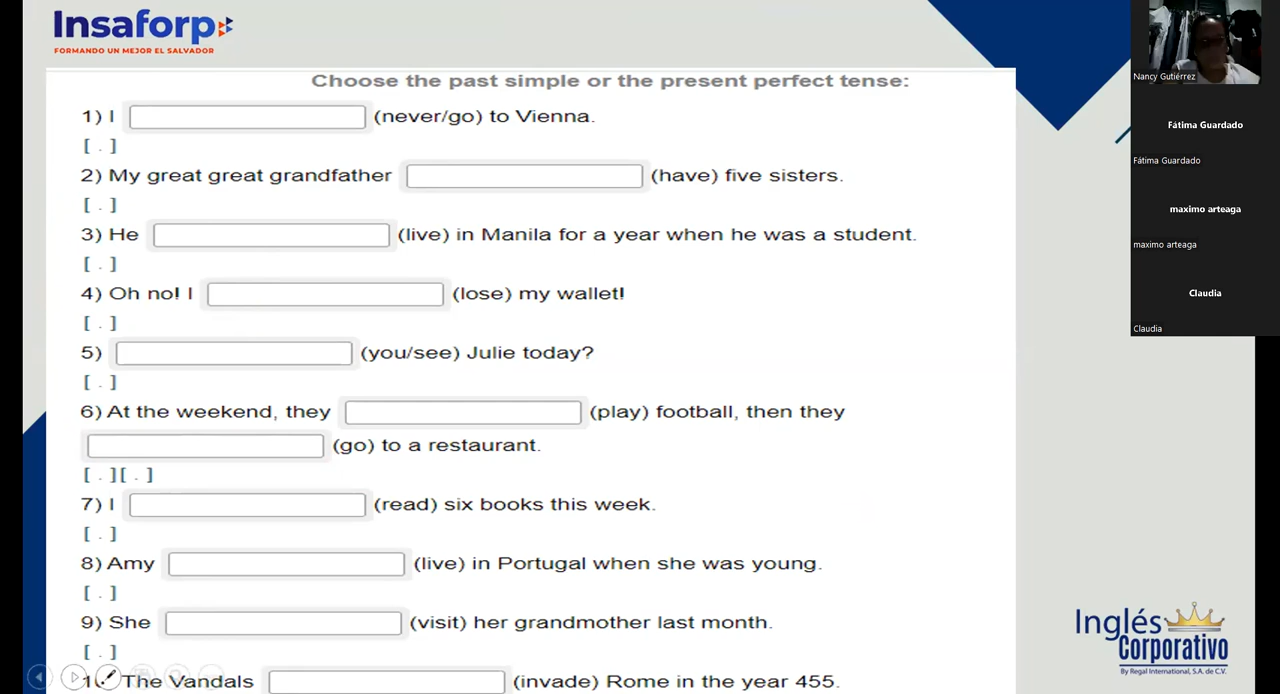 Insaforp
FORMANDO UN MEJOR EL SALVADOR
Choose the past simple or the present perfect tense:
1) I (never/go) to Vienna.
[ . ]
2) My great great grandfather (have) five sisters.
[ . ]
3) He (live) in Manila for a year when he was a student.
[ . ]
4) Oh no! I (lose) my wallet!
[ . ]
5) (you/see) Julie today?
[ . ]
6) At the weekend, they (play) football, then they
(go) to a restaurant.
[ . ][ . ]
7) I (read) six books this week.
[ . ]
8) Amy (live) in Portugal when she was young.
[ . ]
9) She (visit) her grandmother last month.
[ . ]
The Vandals (invade) Rome in the year 455.
Nancy Gutiérrez
Fátima Guardado
Fátima Guardado
maximo arteaga
maximo arteaga
Claudia
Claudia
Inglés
Corporativo
By Regal International, S.A. de C.V.